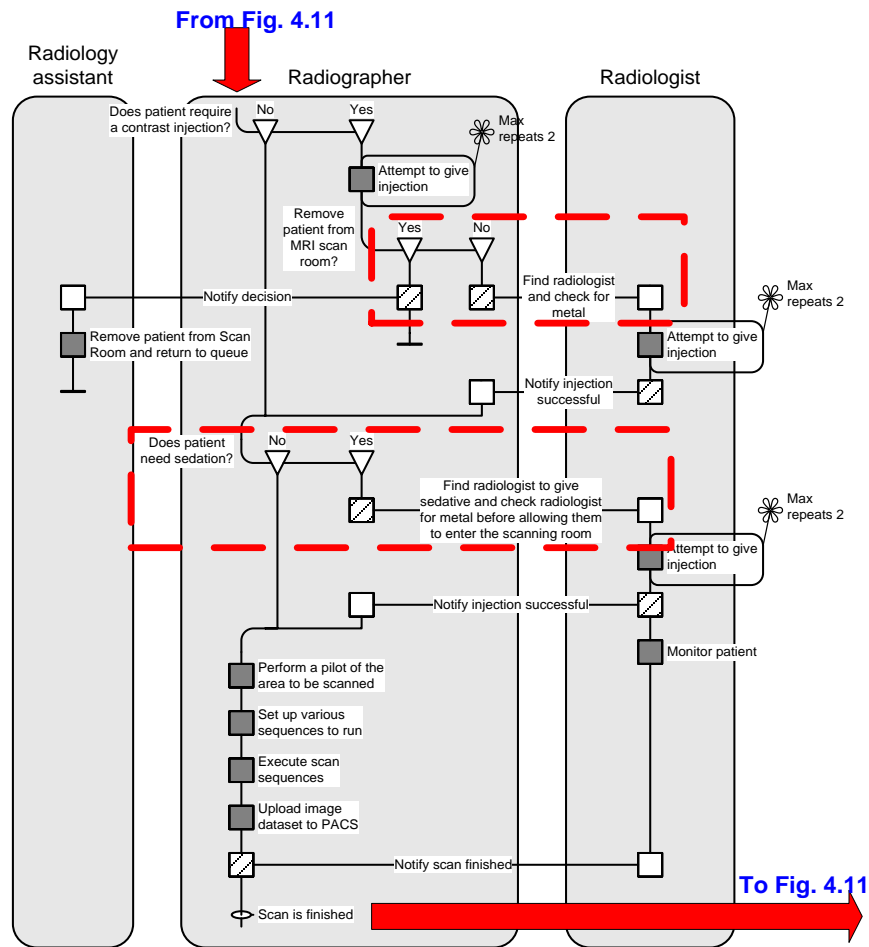 From Fig. 4.11
Radiology
assistant
Radiographer
Radiologist
Does patient require
a contrast injection?
No
Yes
Max
repeats 2
Attempt to give
injection
Remove
patient from
MRI scan
room?
Yes
No
Notify decision
Find radiologist
and check for
metal
Max
repeats 2
Remove patient from Scan
Room and return to queue
Attempt to give
injection
Notify injection
successful
Does patient
need sedation?
No
Yes
Find radiologist to give
sedative and check radiologist
for metal before allowing them
to enter the scanning room
Max
repeats 2
Attempt to give
injection
Notify injection successful
Monitor patient
Perform a pilot of the
area to be scanned
Set up various
sequences to run
Execute scan
sequences
Upload image
dataset to PACS
Notify scan finished
To Fig. 4.11
Scan is finished